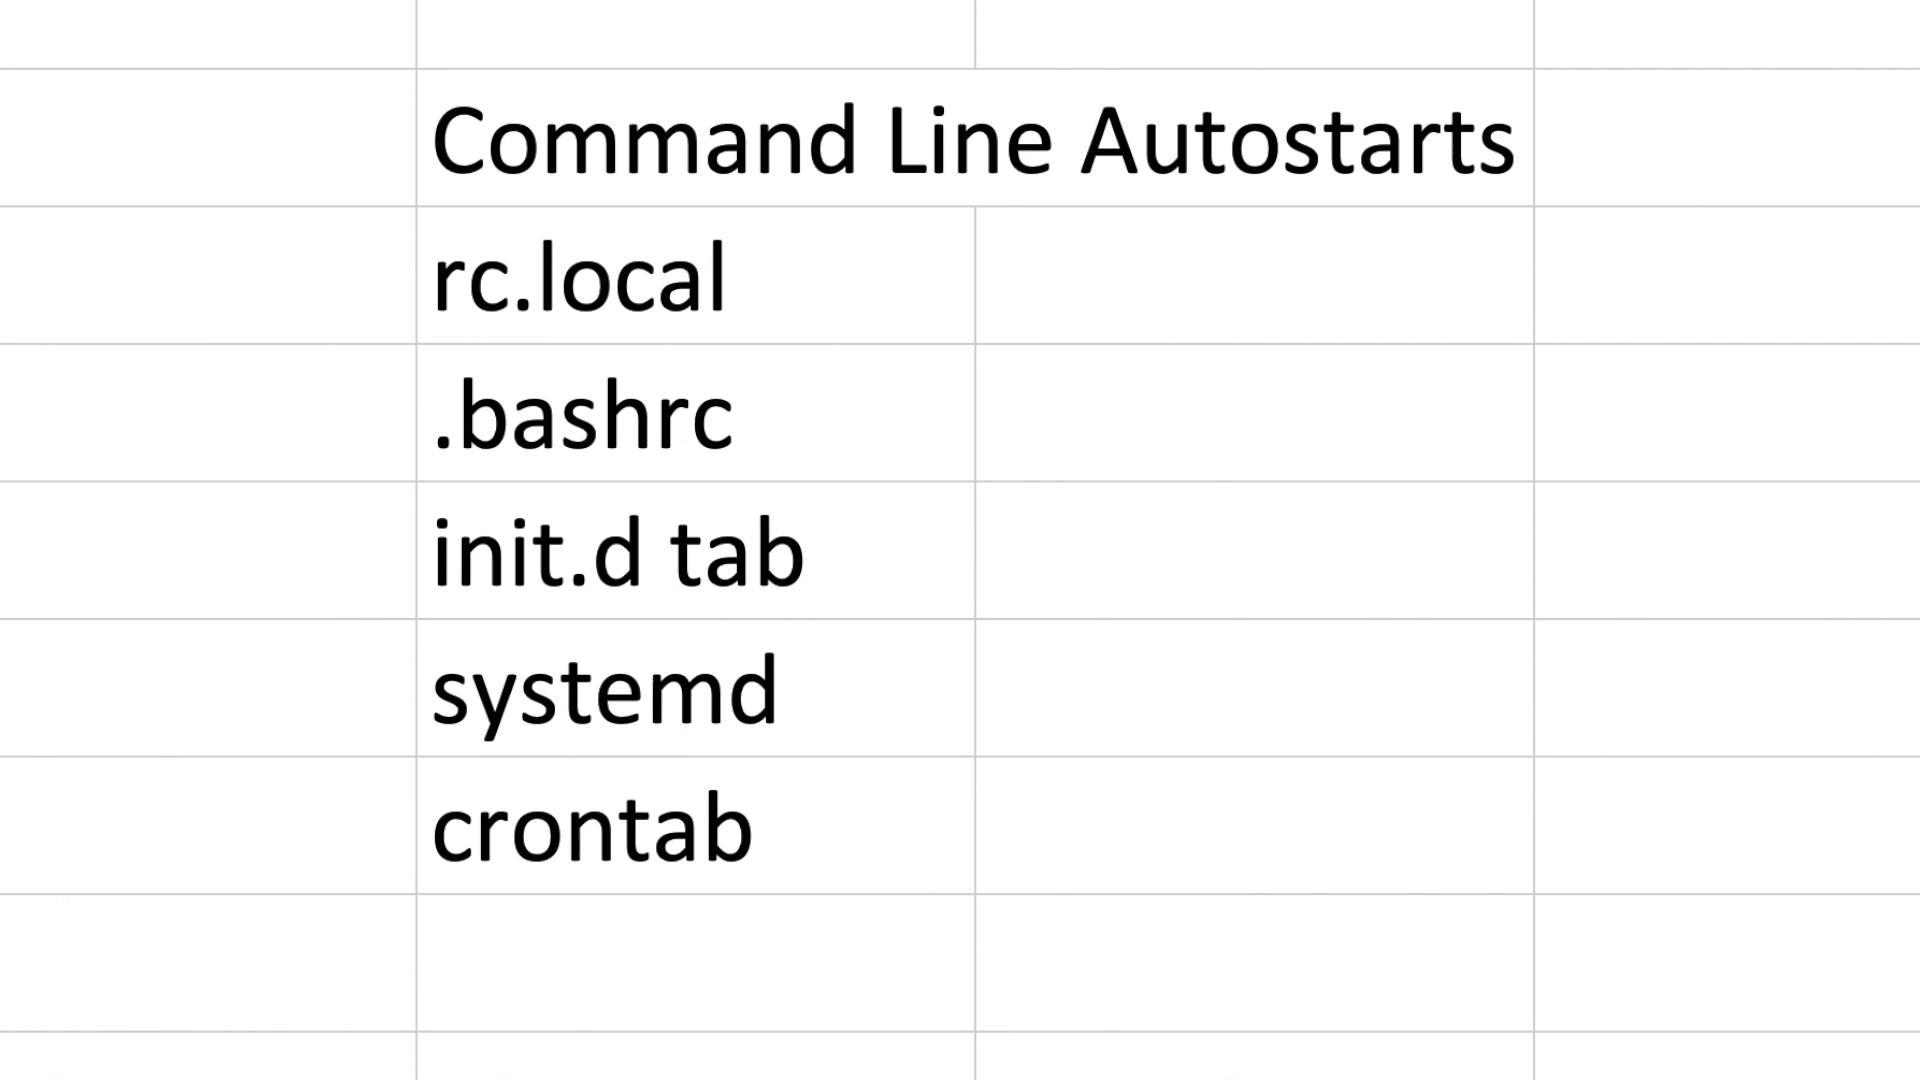 Command Line Autostarts
rc.local
.bashrc
init.d tab
systemd
crontab